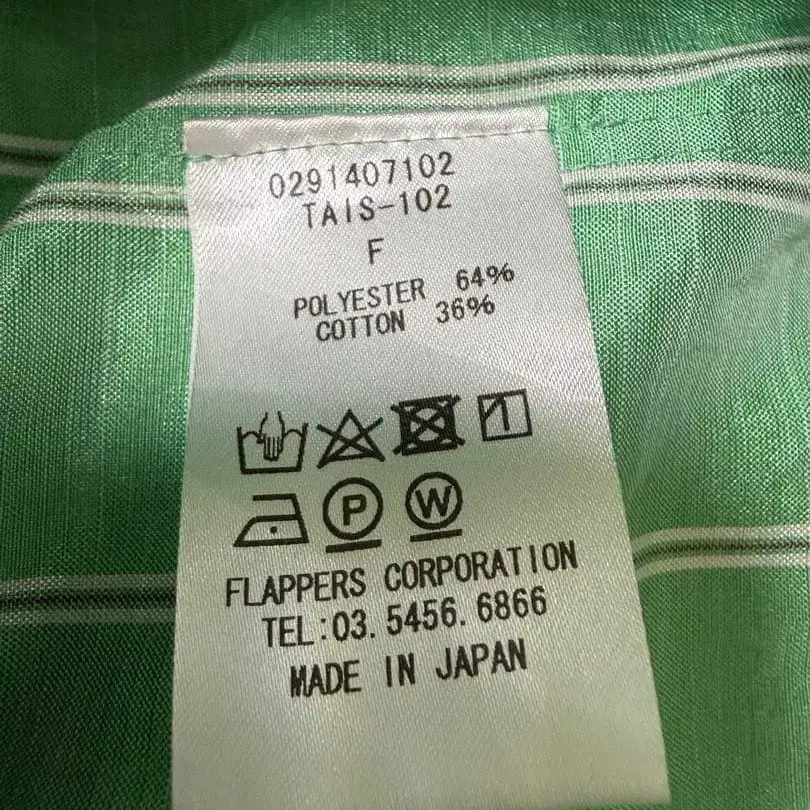 0291407102
TAIS-102
F
POLYESTER 64%
COTTON 36%
P W
FLAPPERS CORPORATION
TEL:03.5456.6866
MADE IN JAPAN